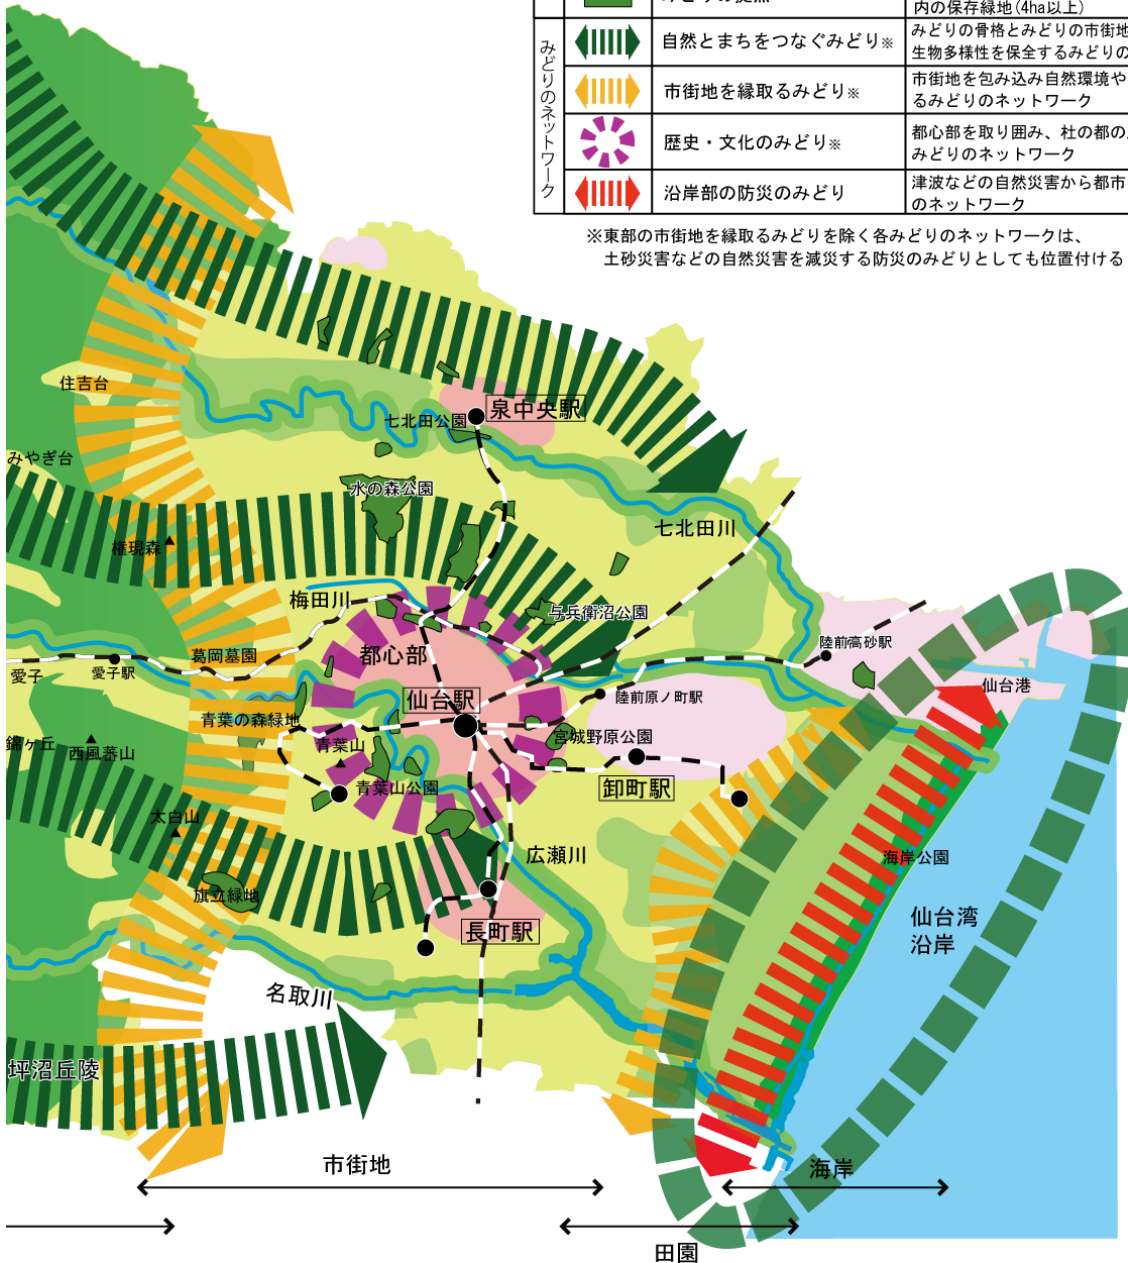 内の保存緑地(4ha以上)
みどりのネットワーク
自然とまちをつなぐみどり※
みどりの骨格とみどりの市街地
生物多様性を保全するみどりの
市街地を縁取るみどり※
市街地を包み込み自然環境や
るみどりのネットワーク
歴史・文化のみどり※
都心部を取り囲み、杜の都の
みどりのネットワーク
沿岸部の防災のみどり
津波などの自然災害から都市
のネットワーク
※東部の市街地を縁取るみどりを除く各みどりのネットワークは、
土砂災害などの自然災害を減災する防災のみどりとしても位置付ける
住吉台
泉中央駅
七北田公園
みやぎ台
水の森公園
七北田川
権現森
梅田川
与兵衛沼公園
陸前高砂駅
都心部
葛岡墓園
愛子駅
愛子
仙台港
仙台駅
陸前原ノ町駅
青葉の森緑地
宮城野原公園
錦ケ丘
西風蕃山
青葉山
青葉山公園
卸町駅
太白山
広瀬川
海岸公園
旗立緑地
仙台湾
沿岸
長町駅
名取川
坪沼丘陵
市街地
海岸
田園